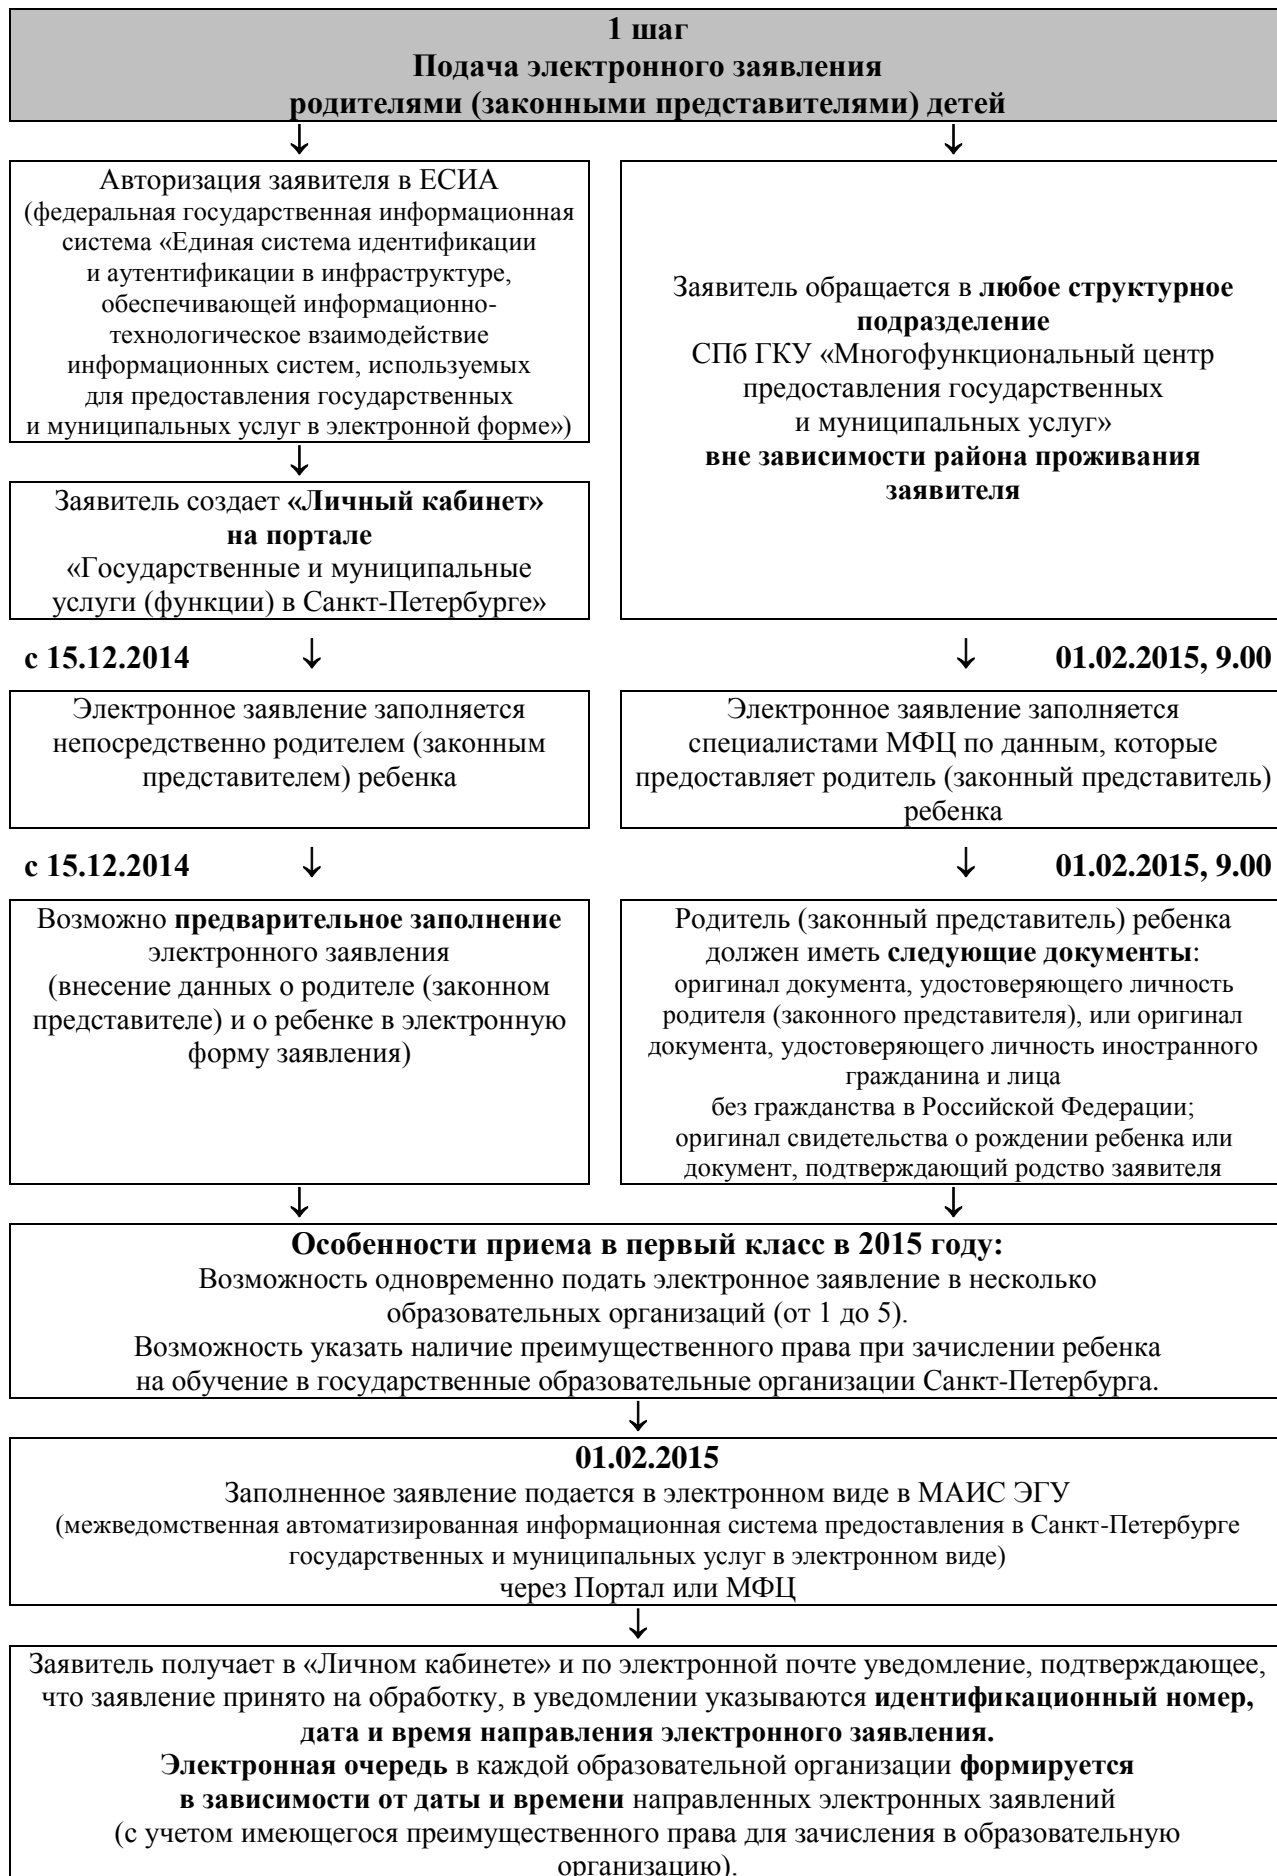 1 шаг
Подача электронного заявления
родителями (законными представителями) детей
Авторизация заявителя в ЕСИА
(федеральная государственная информационная
система «Единая система идентификации
и аутентификации в инфраструктуре,
обеспечивающей информационно-
технологическое взаимодействие
информационных систем, используемых
для предоставления государственных
и муниципальных услуг в электронной форме»)
Заявитель создает «Личный кабинет»
на портале
«Государственные и муниципальные
услуги (функции) в Санкт-Петербурге»
Заявитель обращается в любое структурное
подразделение
СПб ГКУ «Многофункциональный центр
предоставления государственных
и муниципальных услуг»
вне зависимости района проживания
заявителя
с 15.12.2014
01.02.2015, 9.00
Электронное заявление заполняется
непосредственно родителем (законным
представителем) ребенка
Электронное заявление заполняется
специалистами МФЦ по данным, которые
предоставляет родитель (законный представитель)
ребенка
с 15.12.2014
01.02.2015, 9.00
Возможно предварительное заполнение
электронного заявления
(внесение данных о родителе (законном
представителе) и о ребенке в электронную
форму заявления)
Родитель (законный представитель) ребенка
должен иметь следующие документы:
оригинал документа, удостоверяющего личность
родителя (законного представителя), или оригинал
документа, удостоверяющего личность иностранного
гражданина и лица
без гражданства в Российской Федерации;
оригинал свидетельства о рождении ребенка или
документ, подтверждающий родство заявителя
Особенности приема в первый класс в 2015 году:
Возможность одновременно подать электронное заявление в несколько
образовательных организаций (от 1 до 5).
Возможность указать наличие преимущественного права при зачислении ребенка
на обучение в государственные образовательные организации Санкт-Петербурга.
01.02.2015
Заполненное заявление подается в электронном виде в МАИС ЭГУ
(межведомственная автоматизированная информационная система предоставления в Санкт-Петербурге
государственных и муниципальных услуг в электронном виде)
через Портал или МФЦ
Заявитель получает в «Личном кабинете» и по электронной почте уведомление, подтверждающее,
что заявление принято на обработку, в уведомлении указываются идентификационный номер,
дата и время направления электронного заявления.
Электронная очередь в каждой образовательной организации формируется
в зависимости от даты и времени направленных электронных заявлений
(с учетом имеющегося преимущественного права для зачисления в образовательную
организацию).